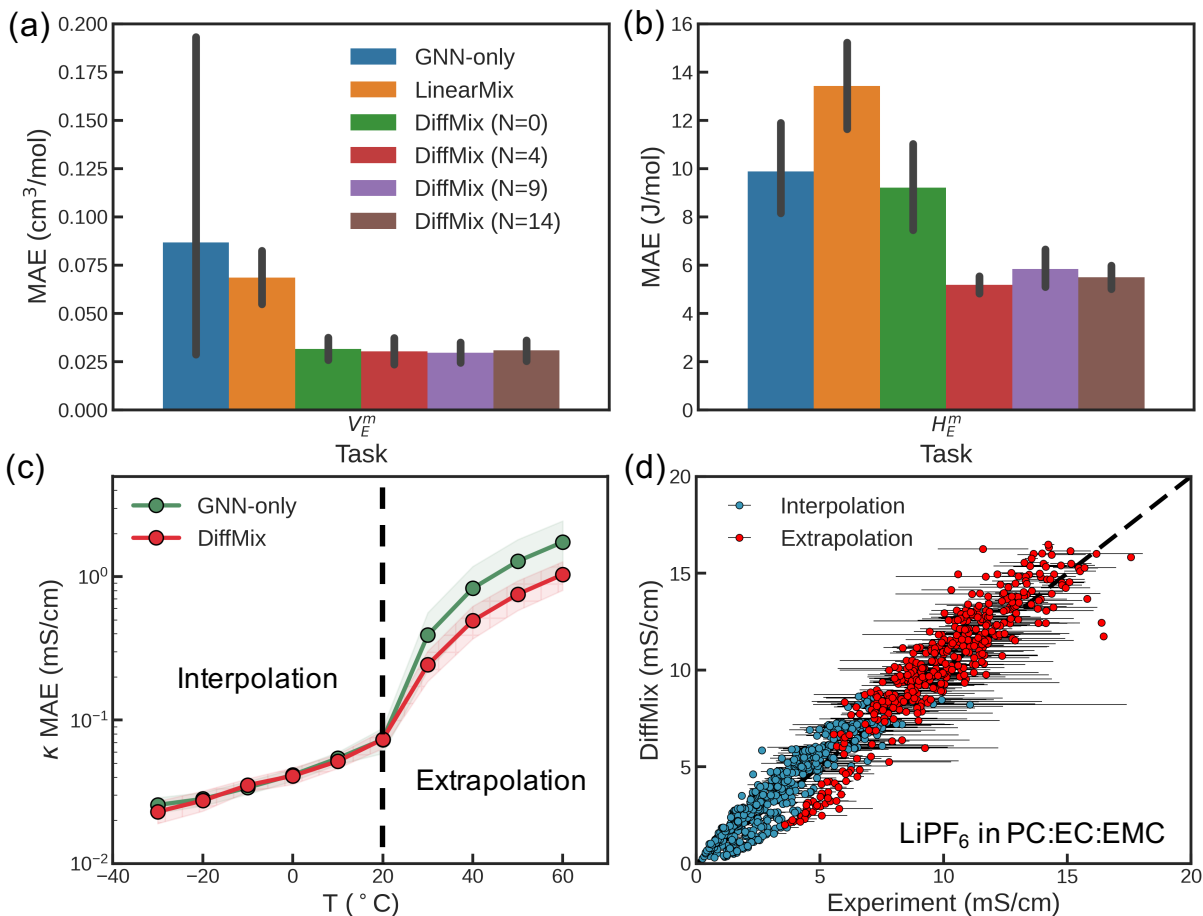 (a)
0.200
0.175
0.150
0.125
0.100
0.075
0.050
0.025
0.000
MAE (cm³/mol)
GNN-only
LinearMix
DiffMix (N=0)
DiffMix (N=4)
DiffMix (N=9)
DiffMix (N=14)
V_E^m
Task
(b)
16
14
12
10
8
6
4
2
0
MAE (J/mol)
H_E^m
Task
(c)
GNN-only
DiffMix
10⁰
10⁻¹
10⁻²
κ MAE (mS/cm)
Interpolation
Extrapolation
−40
−20
0
20
40
60
T (°C)
(d)
20
15
10
5
0
DiffMix (mS/cm)
Interpolation
Extrapolation
LiPF₆ in PC:EC:EMC
0
5
10
15
20
Experiment (mS/cm)